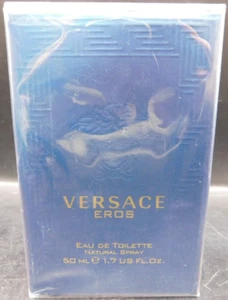 VERSACE
EROS
EAU DE TOILETTE
NATURAL SPRAY
50 ML ℮ 1.7 US FL.OZ.